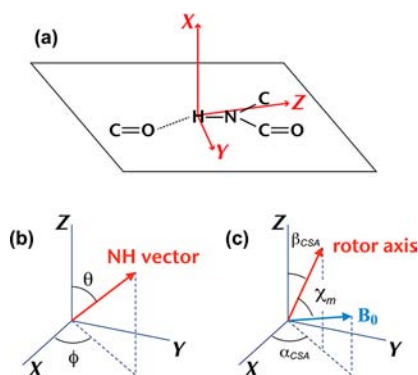 (a)
X
C
Z
C=O
H–N
C=O
Y
(b)
Z
NH vector
θ
X
ϕ
Y
(c)
Z
β_CSA
rotor axis
χ_m
B_0
X
α_CSA
Y